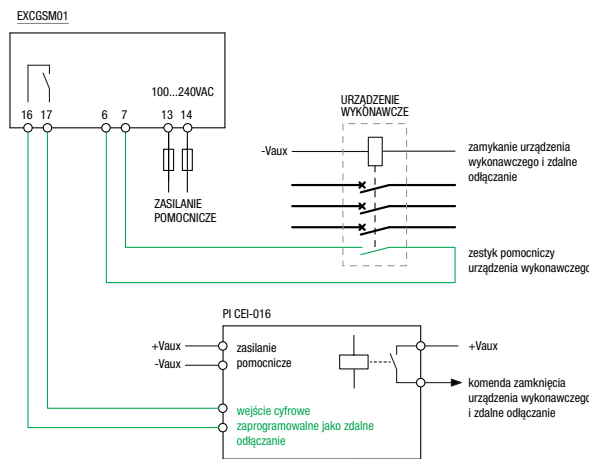 EXCGSM01
100...240VAC
16 17 6 7 13 14
ZASILANIE
POMOCNICZE
URZĄDZENIE
WYKONAWCZE
-Vaux
zamykanie urządzenia
wykonawczego i zdalne
odłączanie
zestyk pomocniczy
urządzenia wykonawczego
PI CEI-016
+Vaux
-Vaux
zasilanie
pomocnicze
+Vaux
komenda zamknięcia
urządzenia wykonawczego
i zdalne odłączanie
wejście cyfrowe
zaprogramowalne jako zdalne
odłączanie